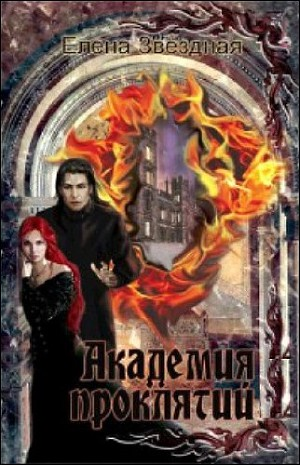 Елена Звёздная
Академия
проклятий